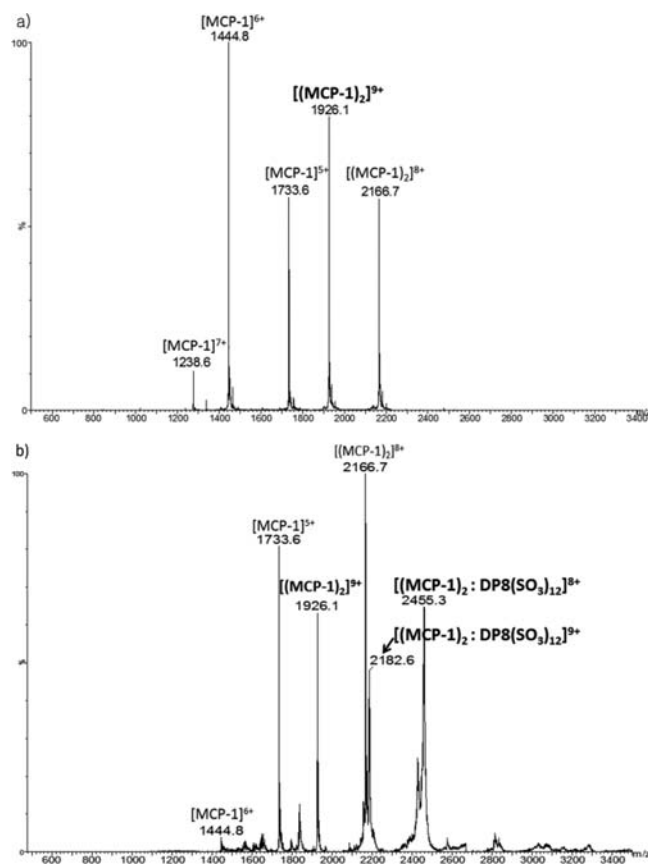 a)
[MCP-1]⁶⁺
1444.8
100
[(MCP-1)₂]⁹⁺
1926.1
[MCP-1]⁵⁺
1733.6
[(MCP-1)₂]⁸⁺
2166.7
%
[MCP-1]⁷⁺
1238.6
600 800 1000 1200 1400 1600 1800 2000 2200 2400 2600 2800 3000 3200 3400
b)
[(MCP-1)₂]⁸⁺
2166.7
100
[MCP-1]⁵⁺
1733.6
[(MCP-1)₂]⁹⁺
1926.1
[(MCP-1)₂ : DP8(SO₃)₁₂]⁸⁺
2455.3
[(MCP-1)₂ : DP8(SO₃)₁₂]⁹⁺
2182.6
%
[MCP-1]⁶⁺
1444.8
600 800 1000 1200 1400 1600 1800 2000 2200 2400 2600 2800 3000 3200 3400